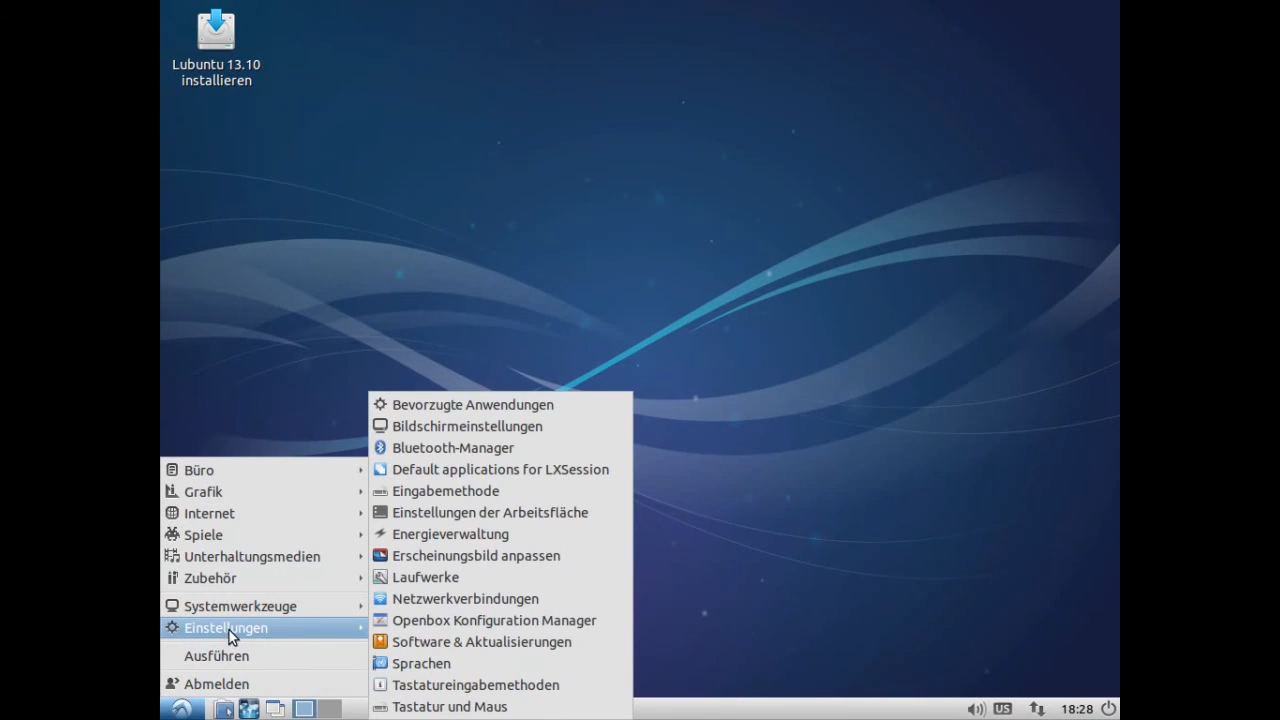 Lubuntu 13.10
installieren
Büro
Grafik
Internet
Spiele
Unterhaltungsmedien
Zubehör
Systemwerkzeuge
Einstellungen
Ausführen
Abmelden
Bevorzugte Anwendungen
Bildschirmeinstellungen
Bluetooth-Manager
Default applications for LXSession
Eingabemethode
Einstellungen der Arbeitsfläche
Energieverwaltung
Erscheinungsbild anpassen
Laufwerke
Netzwerkverbindungen
Openbox Konfiguration Manager
Software & Aktualisierungen
Sprachen
Tastatureingabemethoden
Tastatur und Maus
US
18:28